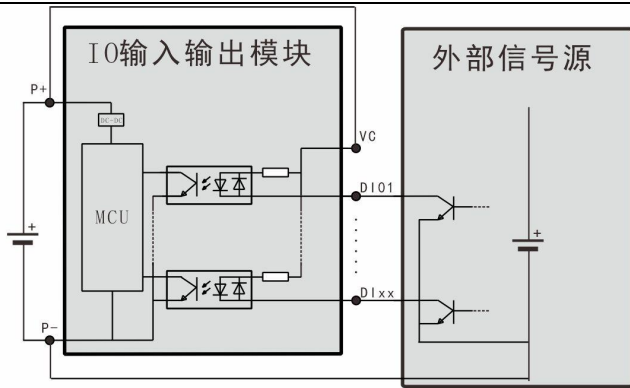 IO输入输出模块
外部信号源
P+
DC-DC
VC
DI01
MCU
+
+
DIxx
P-